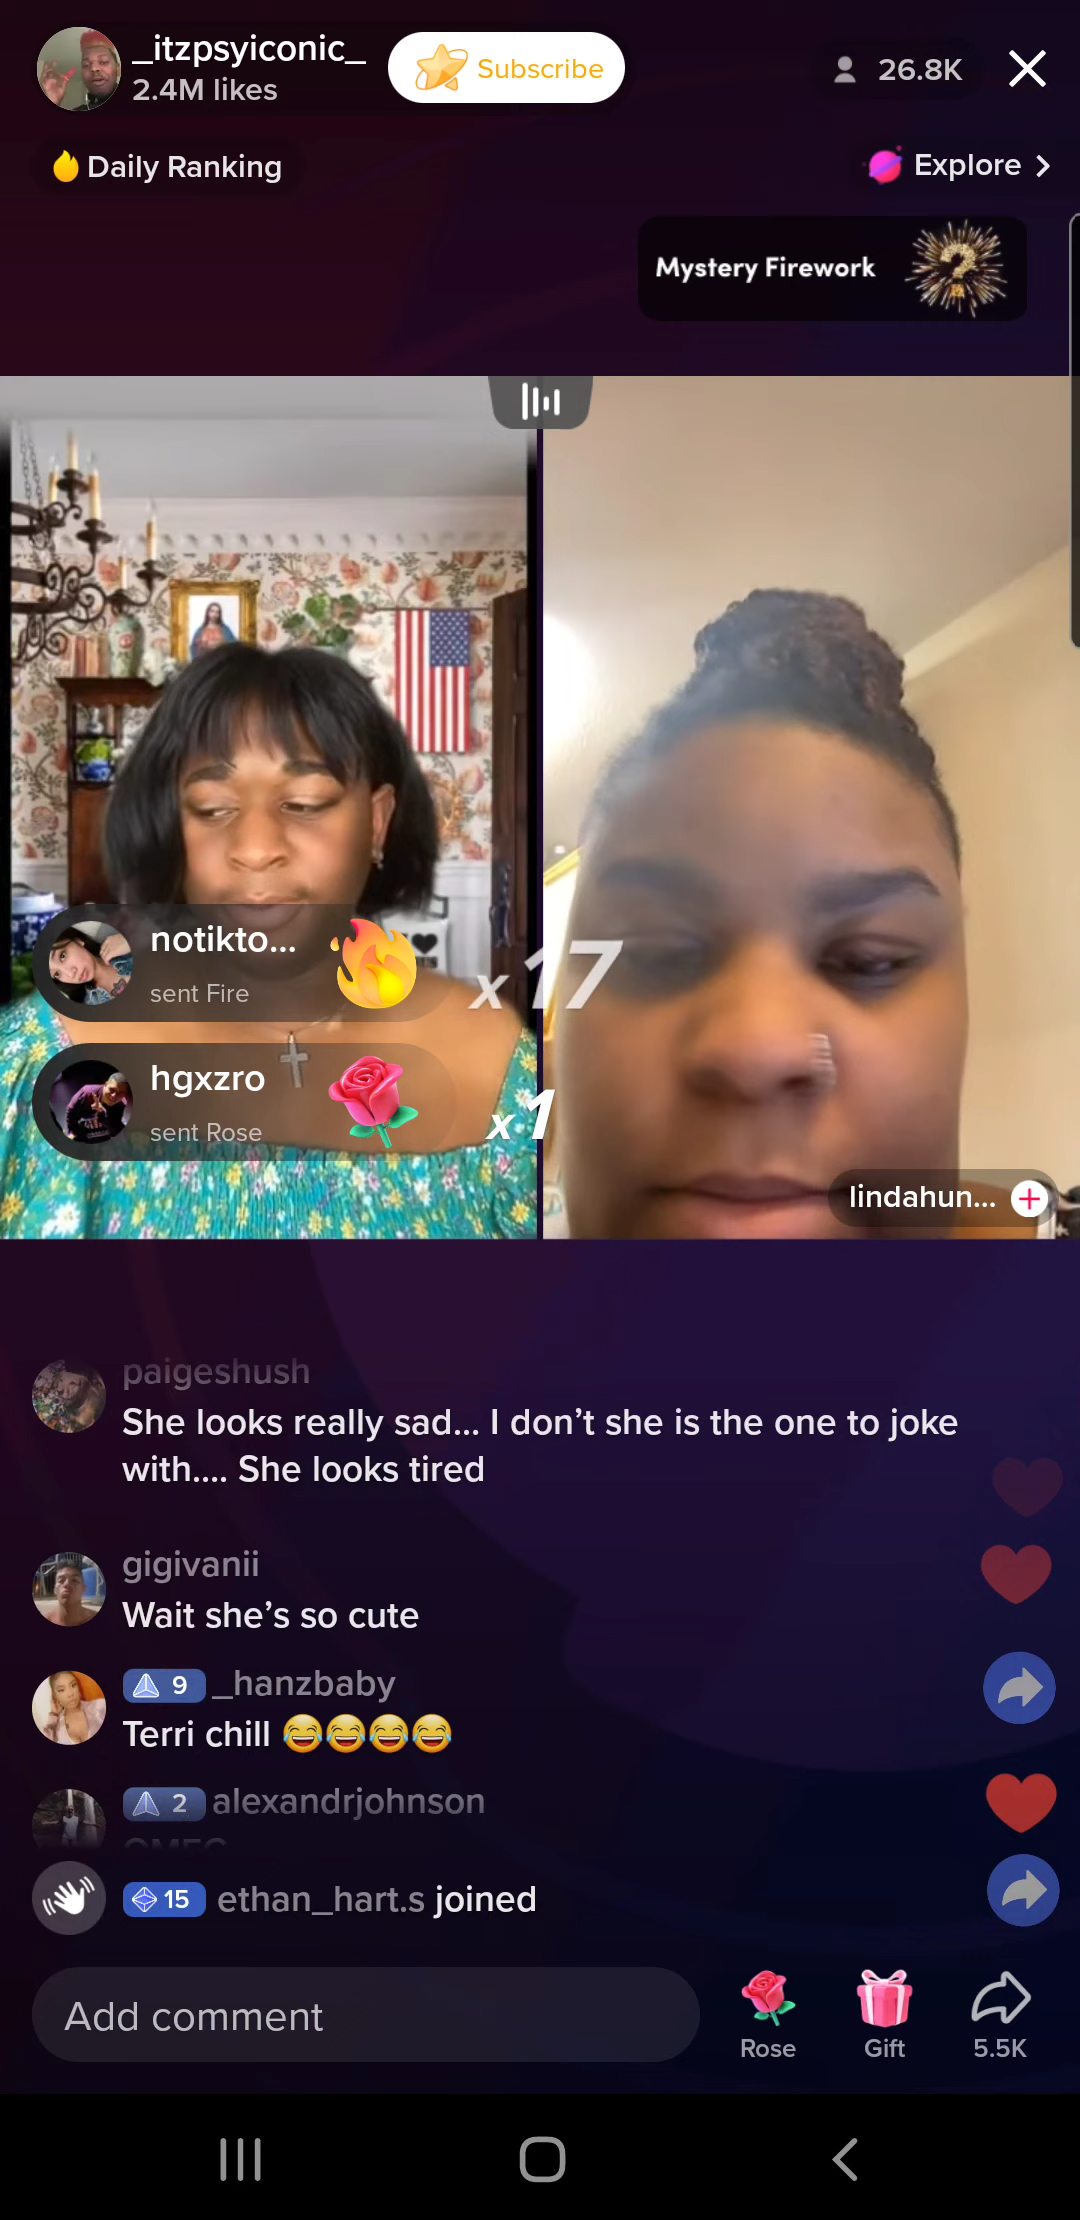 _itzpsyiconic_
2.4M likes
Subscribe
26.8K
Daily Ranking
Explore
Mystery Firework
?
notikto...
sent Fire
x17
hgxzro
sent Rose
x1
lindahun...
paigeshush
She looks really sad... I don’t she is the one to joke
with.... She looks tired
gigivanii
Wait she’s so cute
9 _hanzbaby
Terri chill 😂😂😂😂
2 alexandrjohnson
15 ethan_hart.s joined
Add comment
Rose
Gift
5.5K